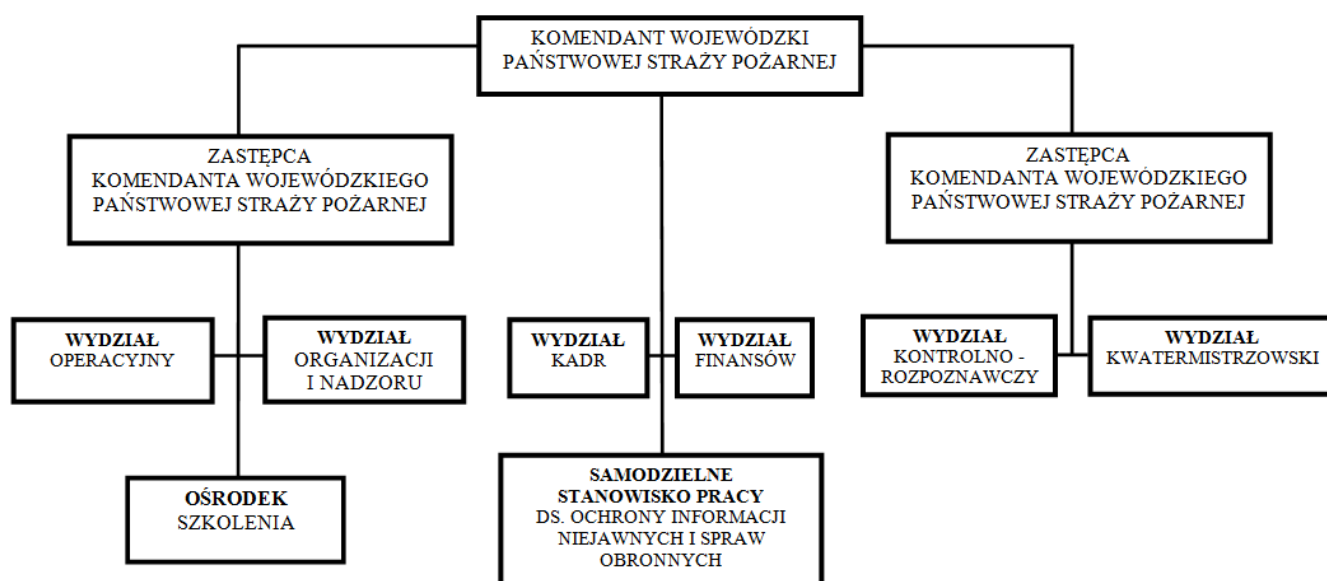 KOMENDANT WOJEWÓDZKI
PAŃSTWOWEJ STRAŻY POŻARNEJ
ZASTĘPCA
KOMENDANTA WOJEWÓDZKIEGO
PAŃSTWOWEJ STRAŻY POŻARNEJ
ZASTĘPCA
KOMENDANTA WOJEWÓDZKIEGO
PAŃSTWOWEJ STRAŻY POŻARNEJ
WYDZIAŁ
OPERACYJNY
WYDZIAŁ
ORGANIZACJI
I NADZORU
WYDZIAŁ
KADR
WYDZIAŁ
FINANSÓW
WYDZIAŁ
KONTROLNO -
ROZPOZNAWCZY
WYDZIAŁ
KWATERMISTRZOWSKI
OŚRODEK
SZKOLENIA
SAMODZIELNE
STANOWISKO PRACY
DS. OCHRONY INFORMACJI
NIEJAWNYCH I SPRAW
OBRONNYCH